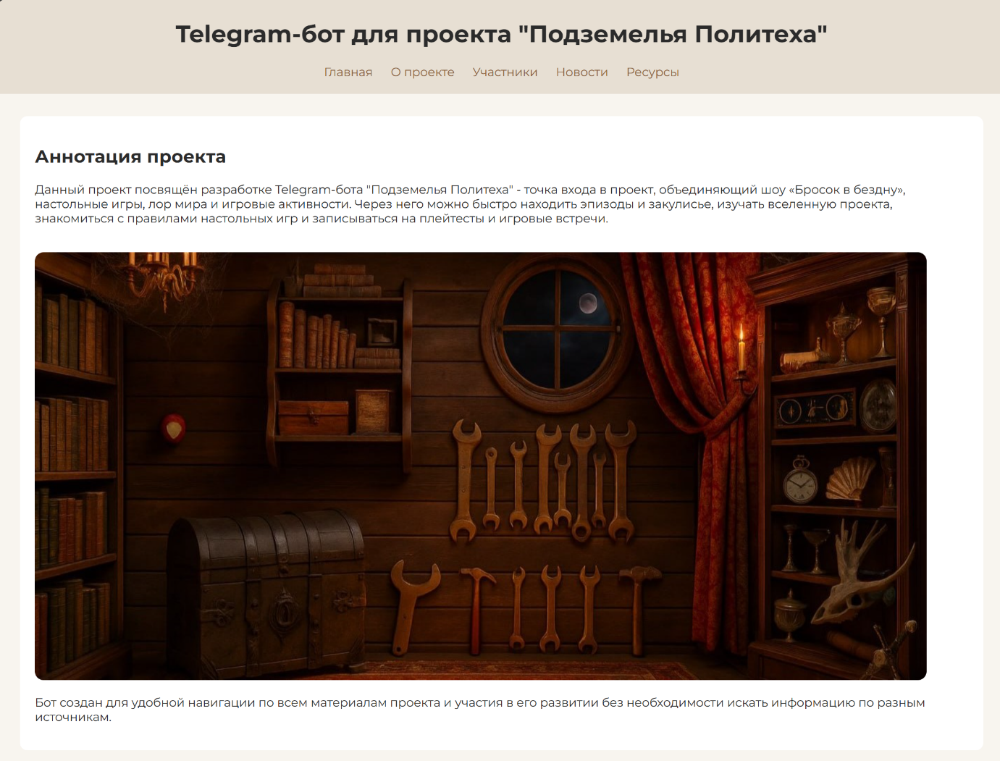 Telegram-бот для проекта "Подземелья Политеха"
Главная О проекте Участники Новости Ресурсы
Аннотация проекта
Данный проект посвящён разработке Telegram-бота "Подземелья Политеха" - точка входа в проект, объединяющий шоу «Бросок в бездну»,
настольные игры, лор мира и игровые активности. Через него можно быстро находить эпизоды и закулисье, изучать вселенную проекта,
знакомиться с правилами настольных игр и записываться на плейтесты и игровые встречи.
Бот создан для удобной навигации по всем материалам проекта и участия в его развитии без необходимости искать информацию по разным
источникам.